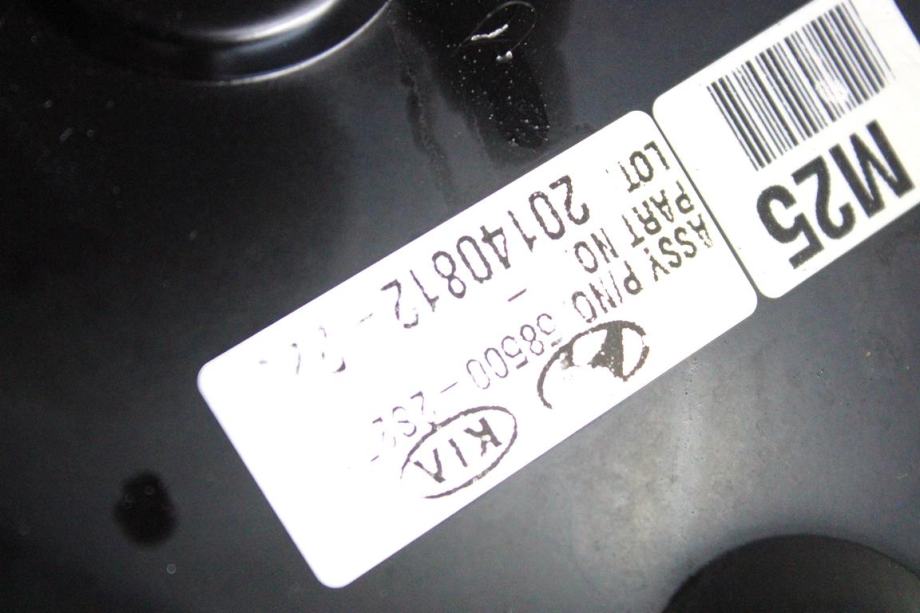 KIA
ASSY P/NO. 58500-2S2
PART NO. -
LOT. 20140812-
M25